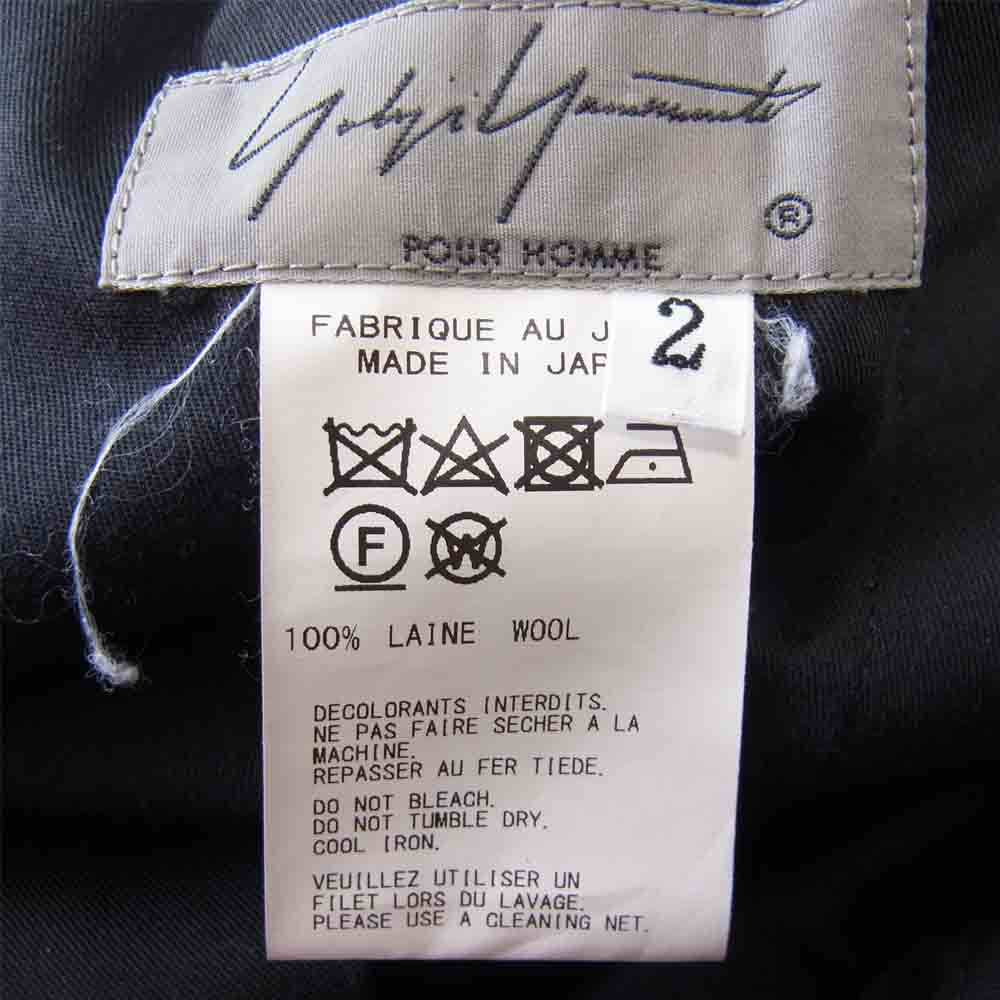 Yohji Yamamoto
®
POUR HOMME
2
FABRIQUE AU J
MADE IN JAP
F
W
100% LAINE WOOL
DECOLORANTS INTERDITS.
NE PAS FAIRE SECHER A LA
MACHINE.
REPASSER AU FER TIEDE.
DO NOT BLEACH.
DO NOT TUMBLE DRY.
COOL IRON.
VEUILLEZ UTILISER UN
FILET LORS DU LAVAGE.
PLEASE USE A CLEANING NET.